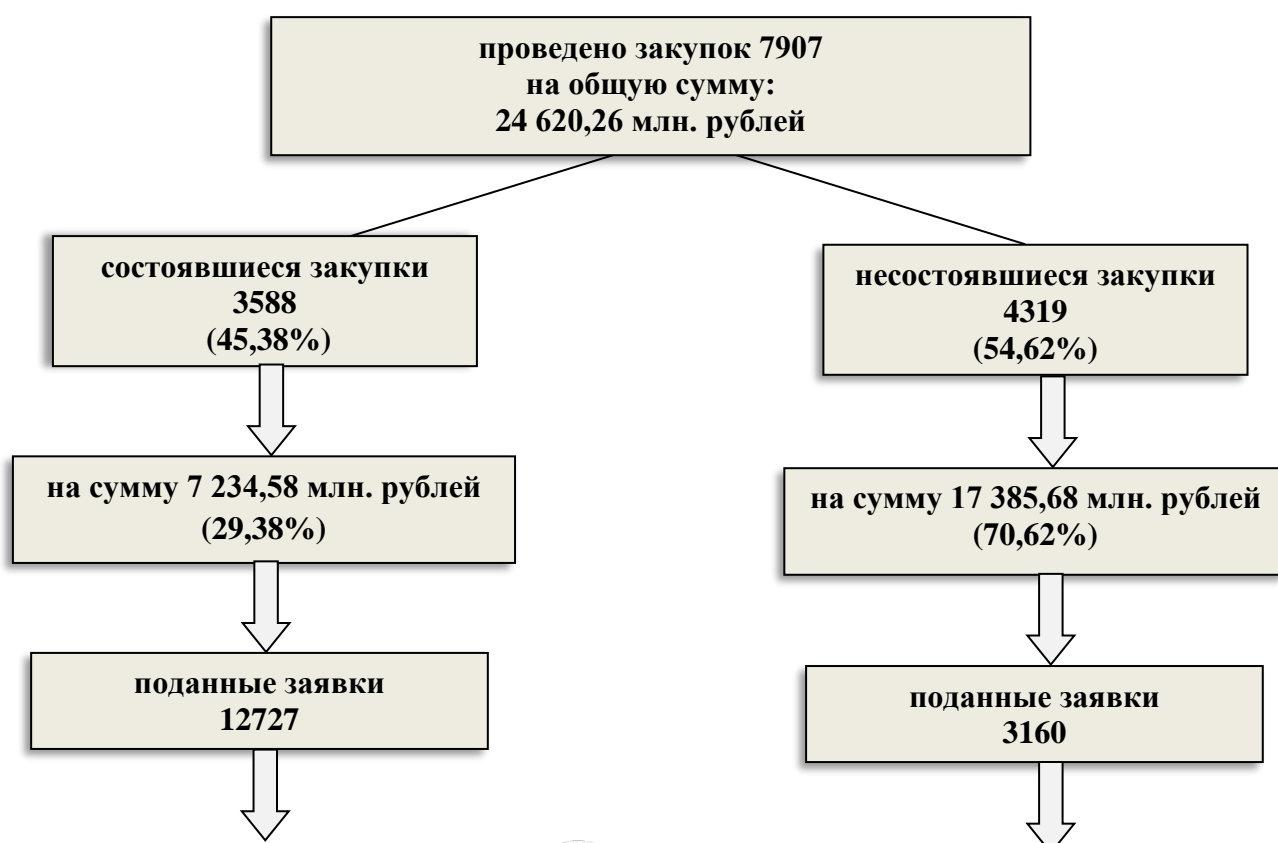 проведено закупок 7907
на общую сумму:
24 620,26 млн. рублей
состоявшиеся закупки
3588
(45,38%)
несостоявшиеся закупки
4319
(54,62%)
на сумму 7 234,58 млн. рублей
(29,38%)
на сумму 17 385,68 млн. рублей
(70,62%)
поданные заявки
12727
поданные заявки
3160